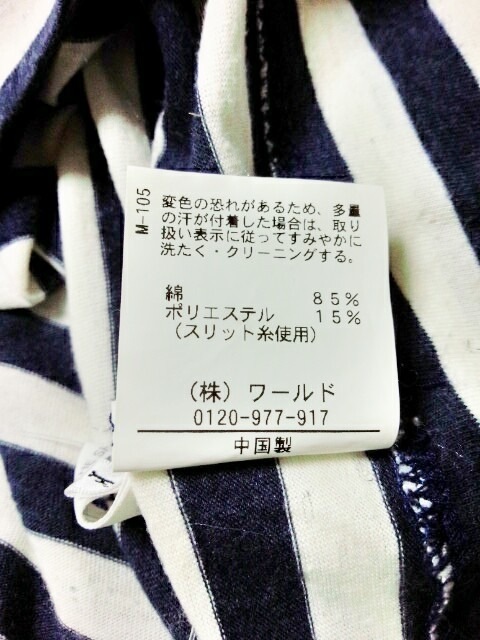 M-105
変色の恐れがあるため、多量
の汗が付着した場合は、取り
扱い表示に従ってすみやかに
洗たく・クリーニングする。
綿 85%
ポリエステル 15%
(スリット糸使用)
(株) ワールド
0120-977-917
中国製